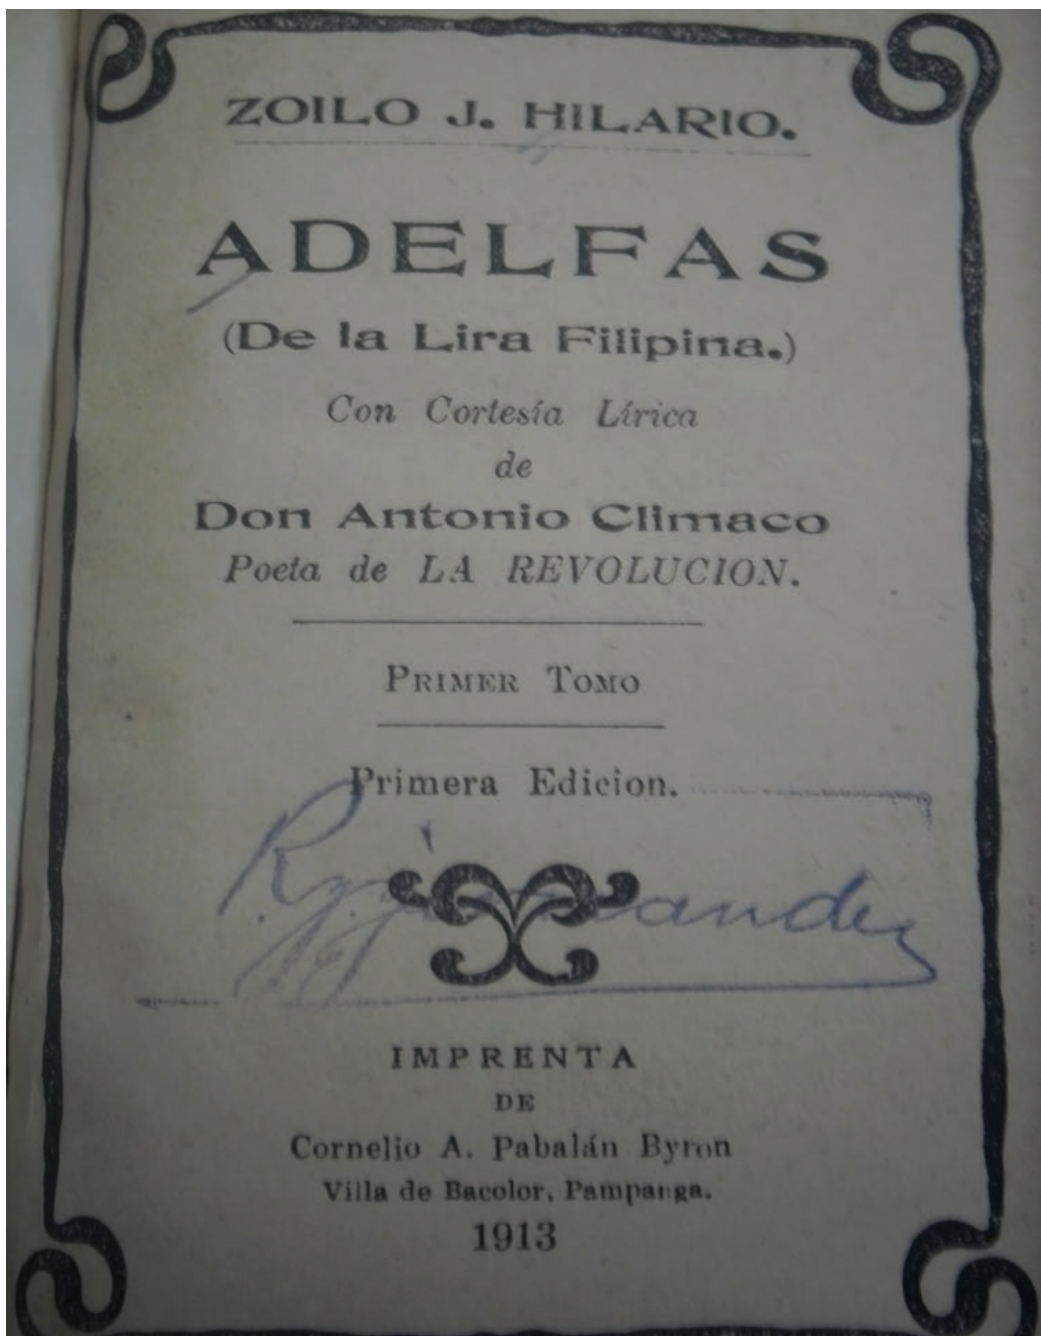 ZOILO J. HILARIO.
ADELFAS
(De la Lira Filipina.)
Con Cortesía Lírica
de
Don Antonio Climaco
Poeta de LA REVOLUCION.
PRIMER TOMO
Primera Edicion.
IMPRENTA
DE
Cornelio A. Pabalán Byron
Villa de Bacolor, Pampanga.
1913